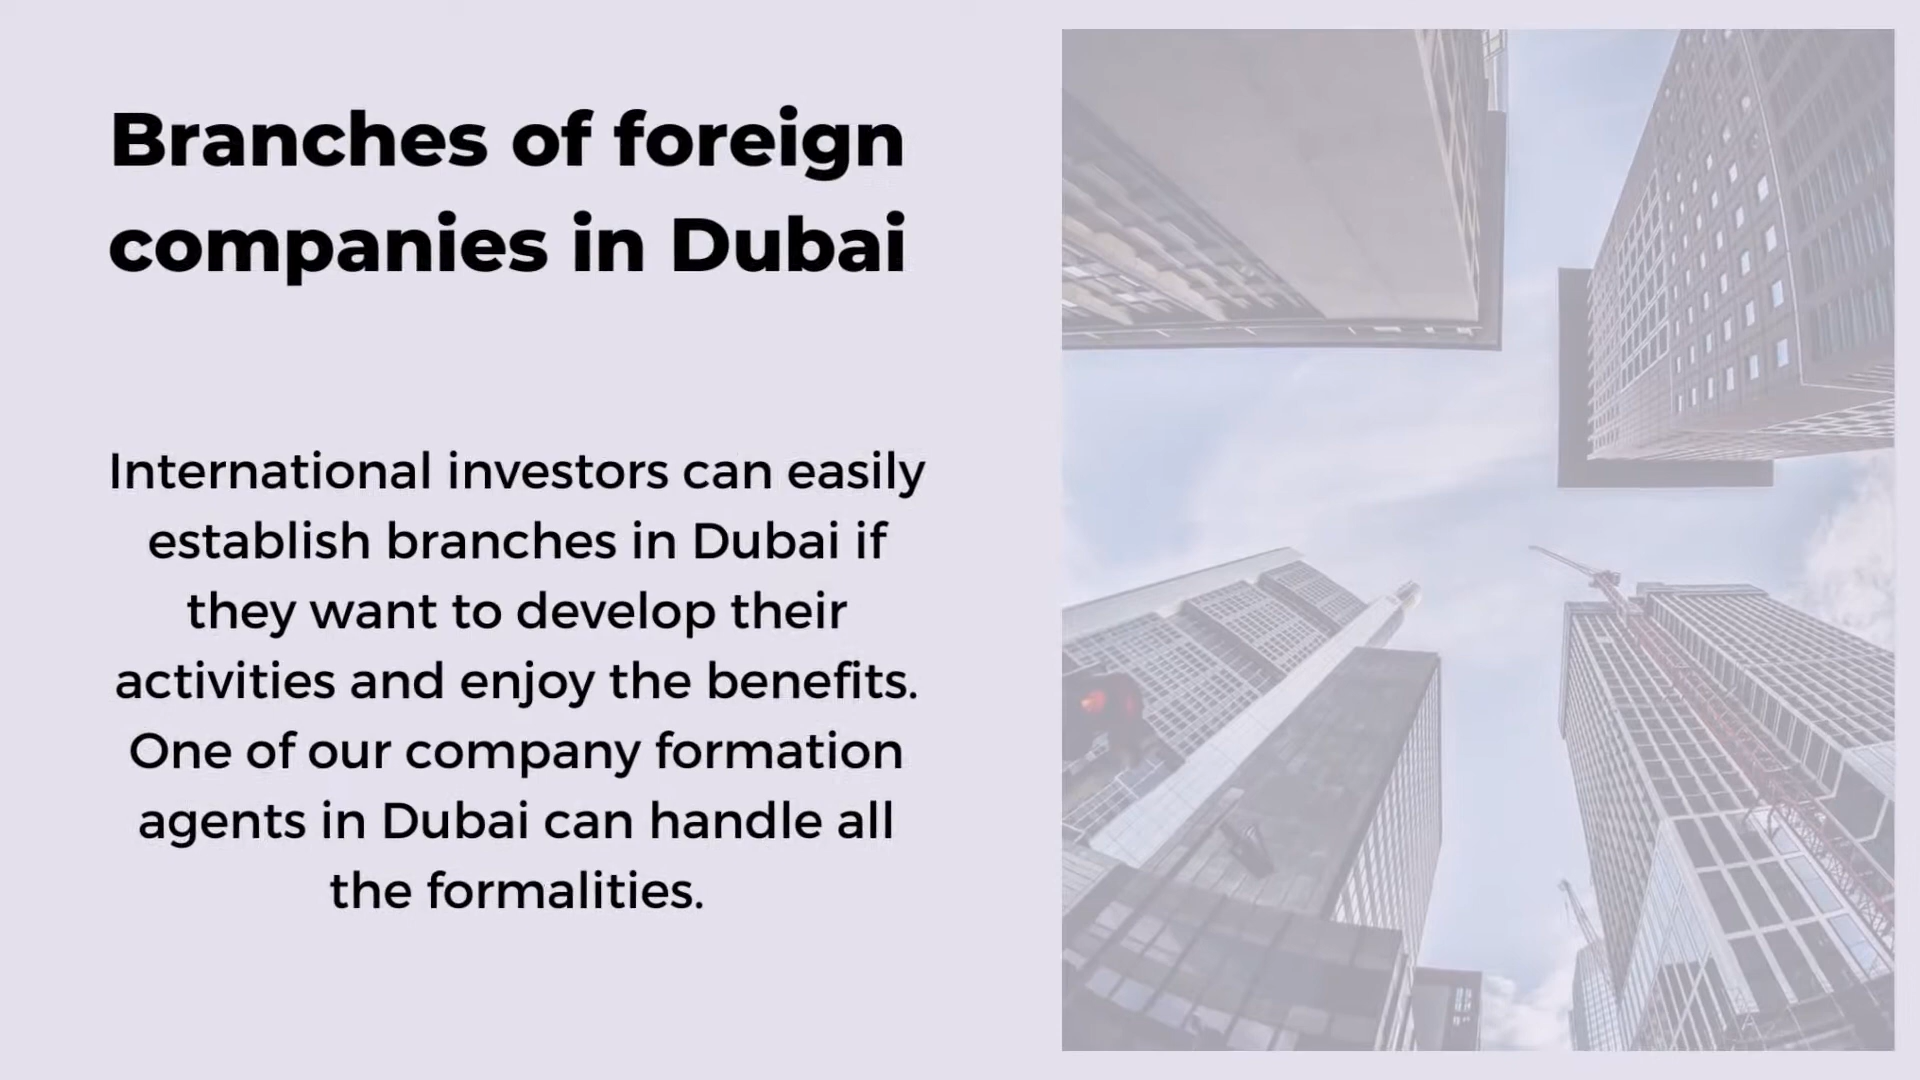 Branches of foreign
companies in Dubai
International investors can easily
establish branches in Dubai if
they want to develop their
activities and enjoy the benefits.
One of our company formation
agents in Dubai can handle all
the formalities.